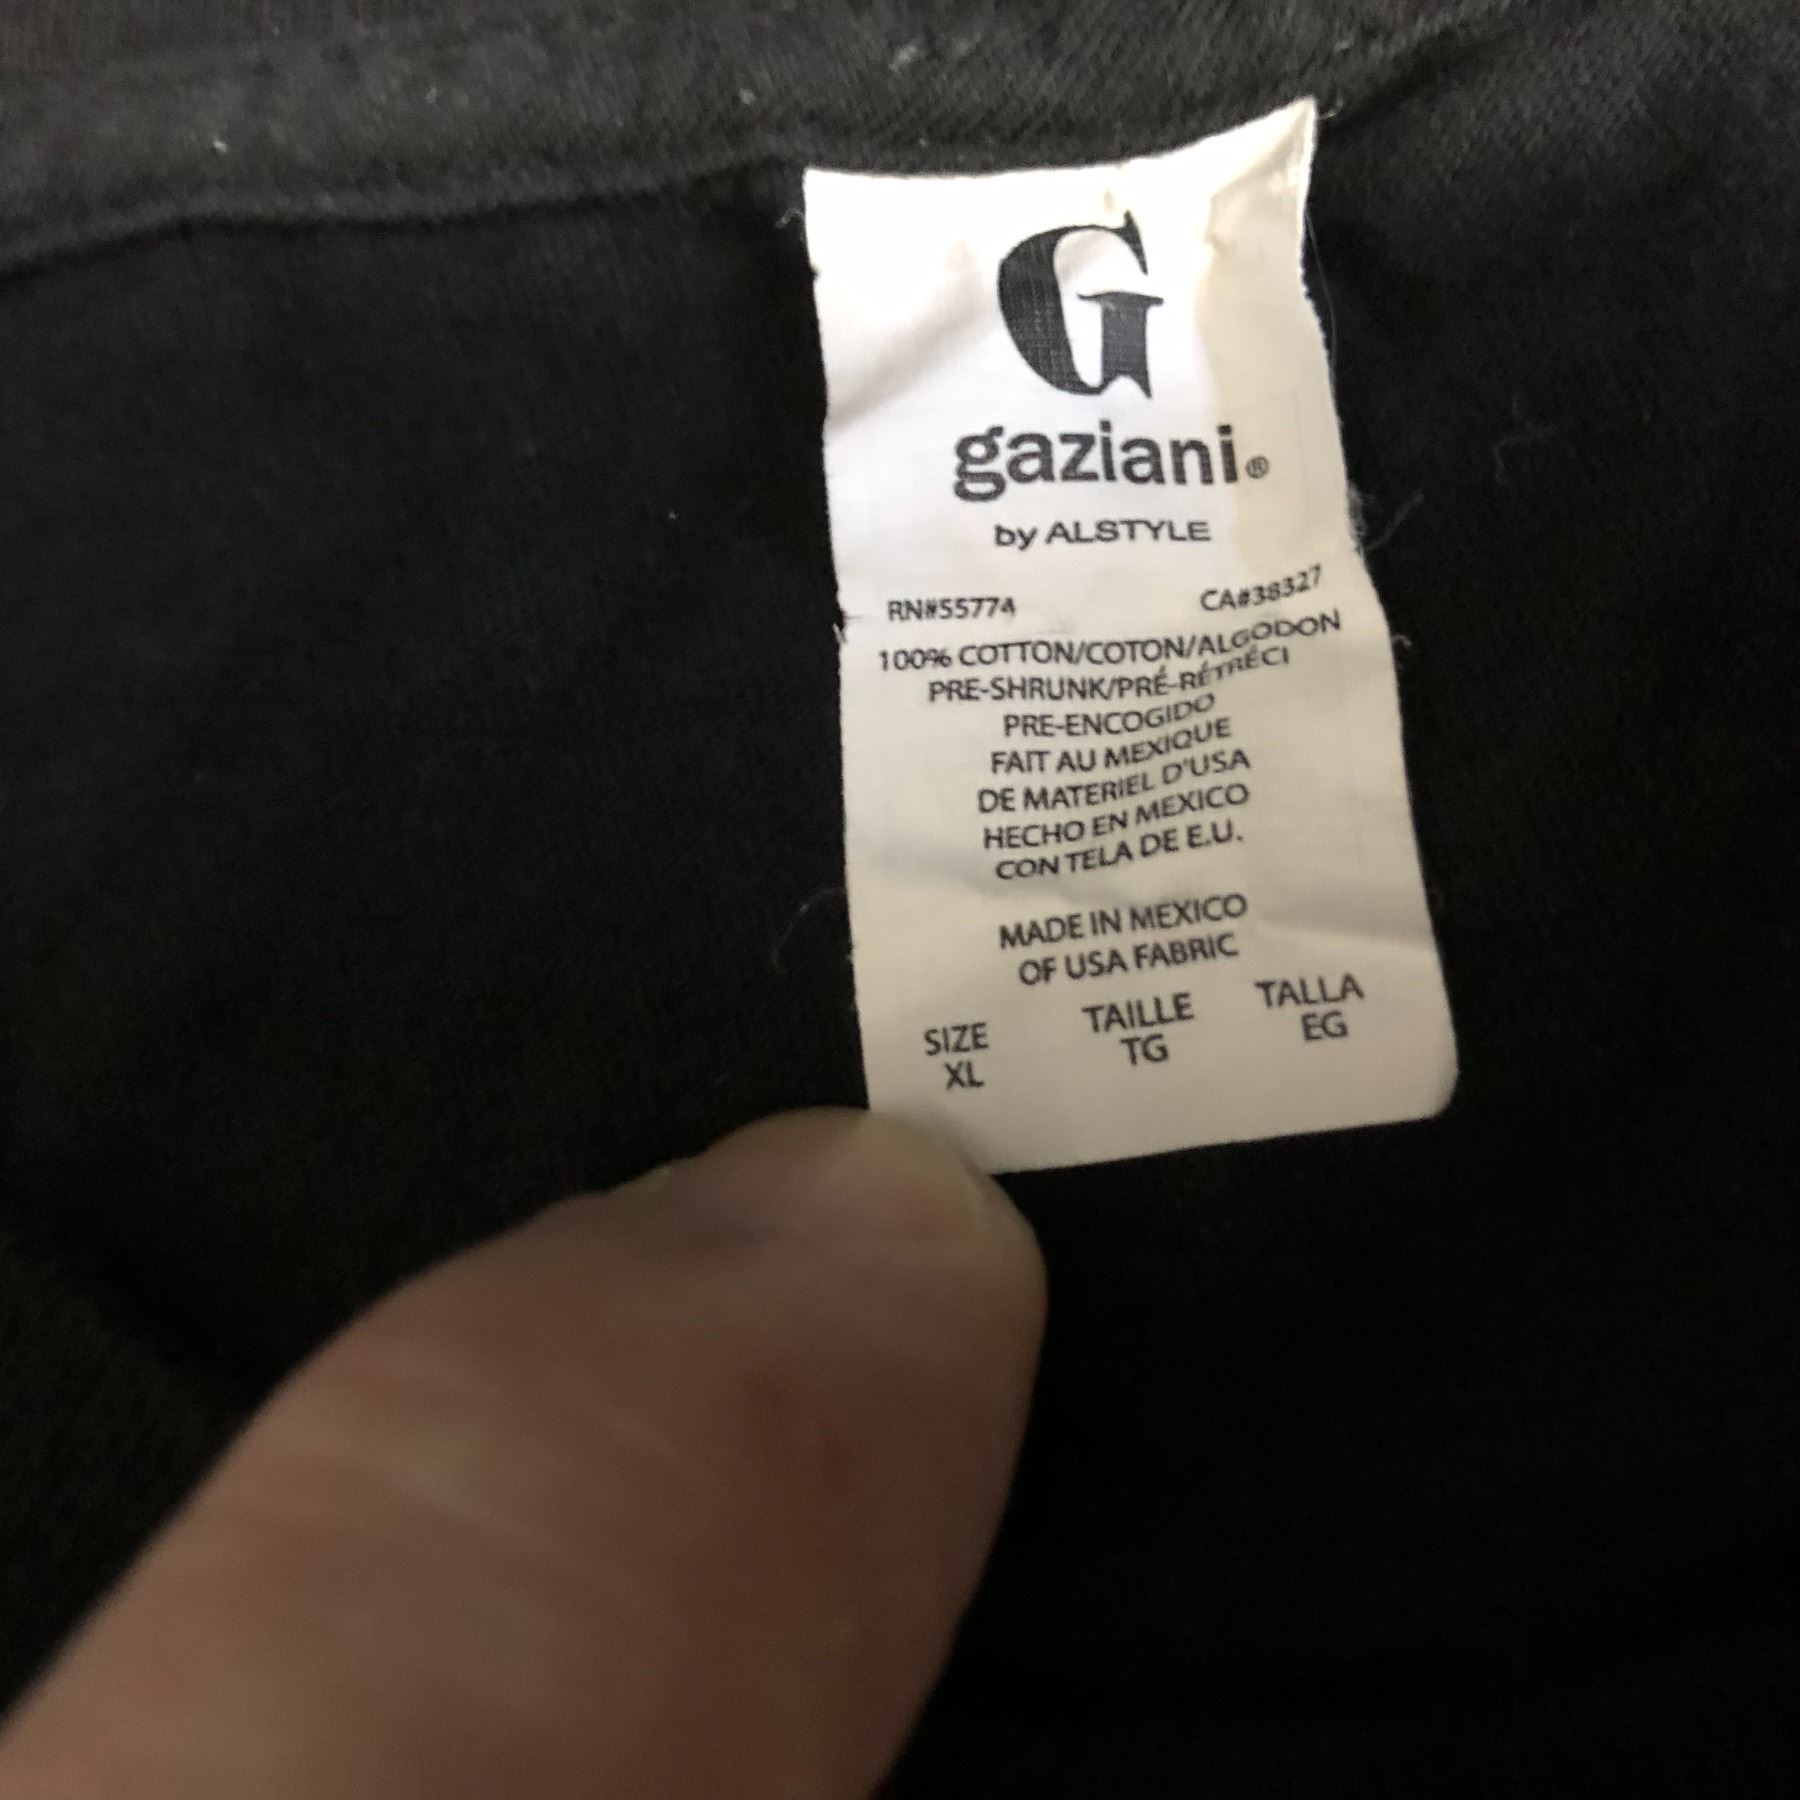 G
gaziani®
by ALSTYLE
RN#55774 CA#38327
100% COTTON/COTON/ALGODON
PRE-SHRUNK/PRÉ-RÉTRÉCI
PRE-ENCOGIDO
FAIT AU MEXIQUE
DE MATERIEL D'USA
HECHO EN MEXICO
CON TELA DE E.U.
MADE IN MEXICO
OF USA FABRIC
SIZE TAILLE TALLA
XL TG EG